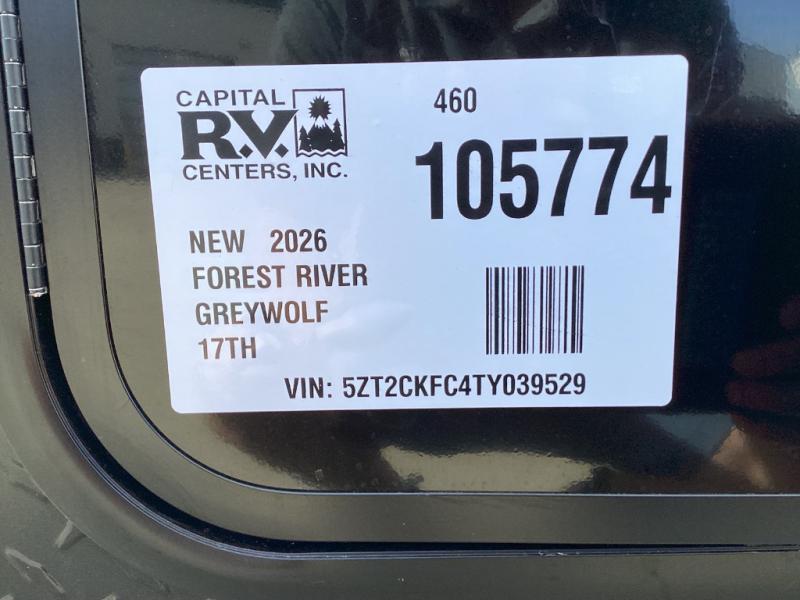 CAPITAL
R.V.
CENTERS, INC.
460
105774
NEW 2026
FOREST RIVER
GREYWOLF
17TH
VIN: 5ZT2CKFC4TY039529